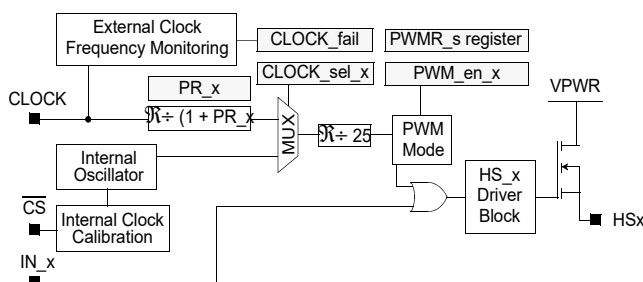 External Clock
Frequency Monitoring
CLOCK_fail
PWMR_s register
PR_x
CLOCK_sel_x
PWM_en_x
CLOCK
ℜ÷ (1 + PR_x
MUX
ℜ÷ 25
PWM
Mode
VPWR
Internal
Oscillator
HS_x
Driver
Block
CS
Internal Clock
Calibration
HSx
IN_x